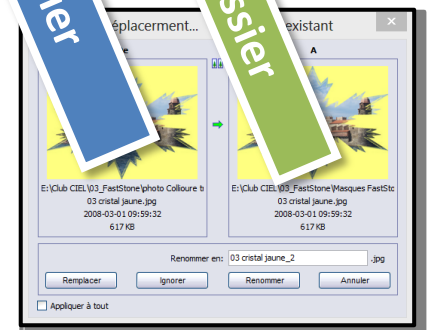 ier
ssier
éplacement...
existant
A
E:\Club CIEL\03_FastStone\photo Collioure t
03 cristal jaune.jpg
2008-03-01 09:59:32
617 KB
E:\Club CIEL\03_FastStone\Masques FastStc
03 cristal jaune.jpg
2008-03-01 09:59:32
617 KB
Renommer en: 03 cristal jaune_2 .jpg
Remplacer Ignorer Renommer Annuler
Appliquer à tout